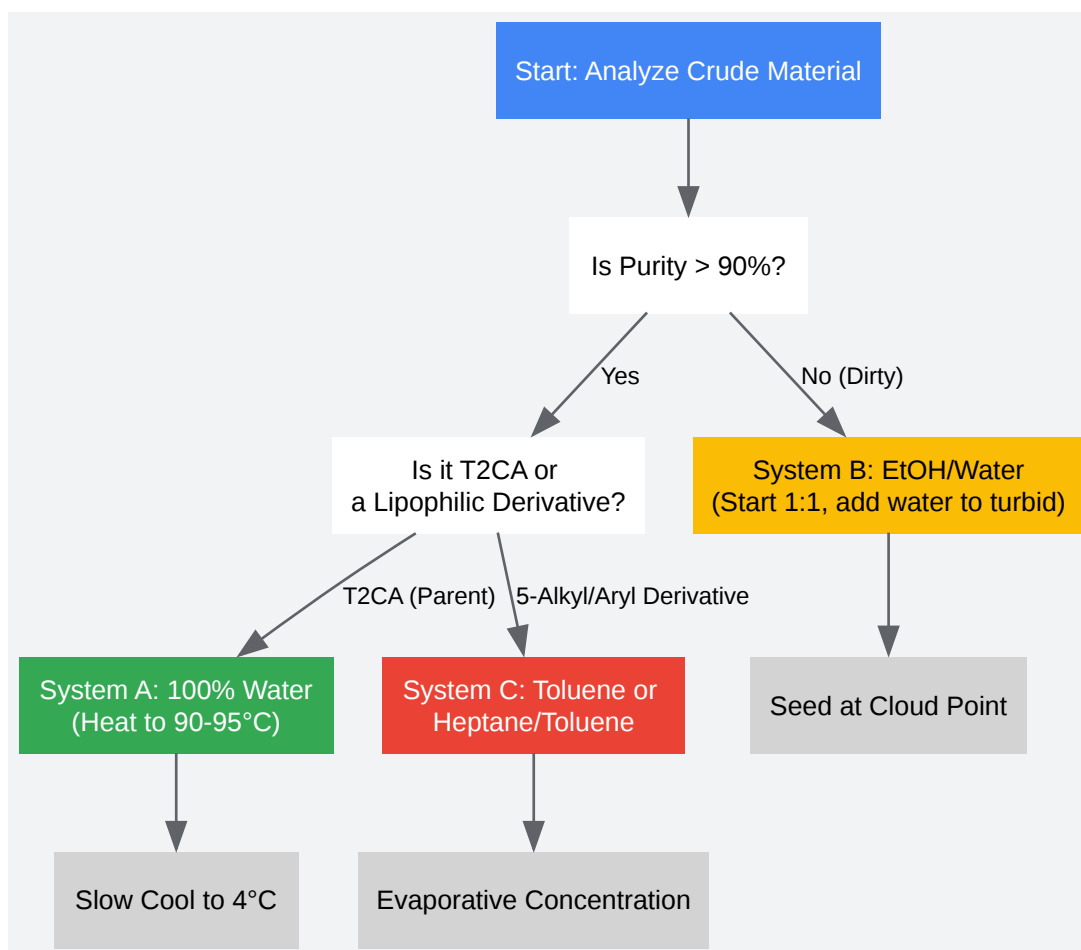 Start: Analyze Crude Material
Is Purity > 90%?
Yes
No (Dirty)
Is it T2CA or
a Lipophilic Derivative?
System B: EtOH/Water
(Start 1:1, add water to turbid)
T2CA (Parent)
5-Alkyl/Aryl Derivative
System A: 100% Water
(Heat to 90-95°C)
System C: Toluene or
Heptane/Toluene
Seed at Cloud Point
Slow Cool to 4°C
Evaporative Concentration